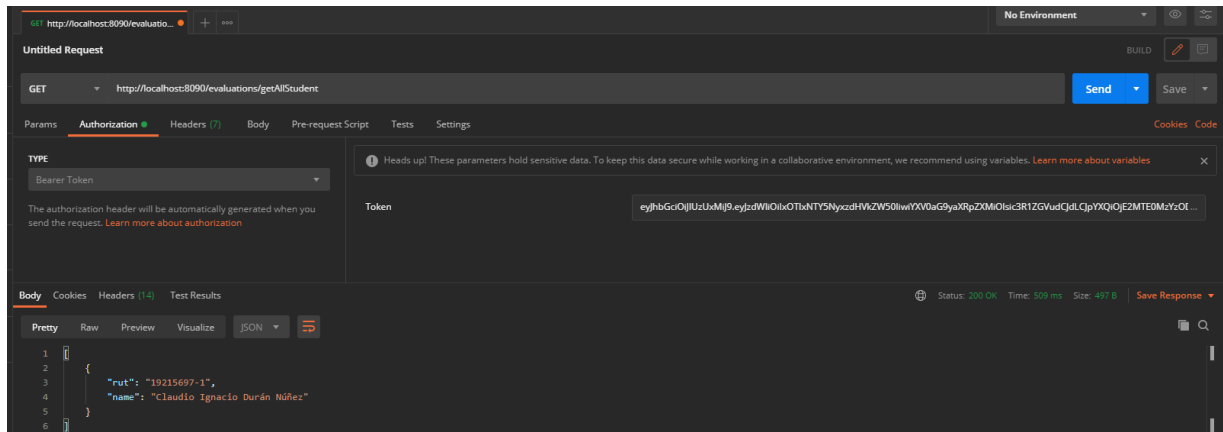 GET http://localhost:8090/evaluatio...
No Environment
Untitled Request
BUILD
GET http://localhost:8090/evaluations/getAllStudent Send Save
Params Authorization Headers (7) Body Pre-request Script Tests Settings Cookies Code
TYPE
Heads up! These parameters hold sensitive data. To keep this data secure while working in a collaborative environment, we recommend using variables. Learn more about variables
Bearer Token
The authorization header will be automatically generated when you
send the request. Learn more about authorization
Token
Body Cookies Headers (14) Test Results Status: 200 OK Time: 509 ms Size: 497 B Save Response
Pretty Raw Preview Visualize JSON
1 [
2 {
3 "rut": "19215697-1",
4 "name": "Claudio Ignacio Durán Núñez"
5 }
6 ]